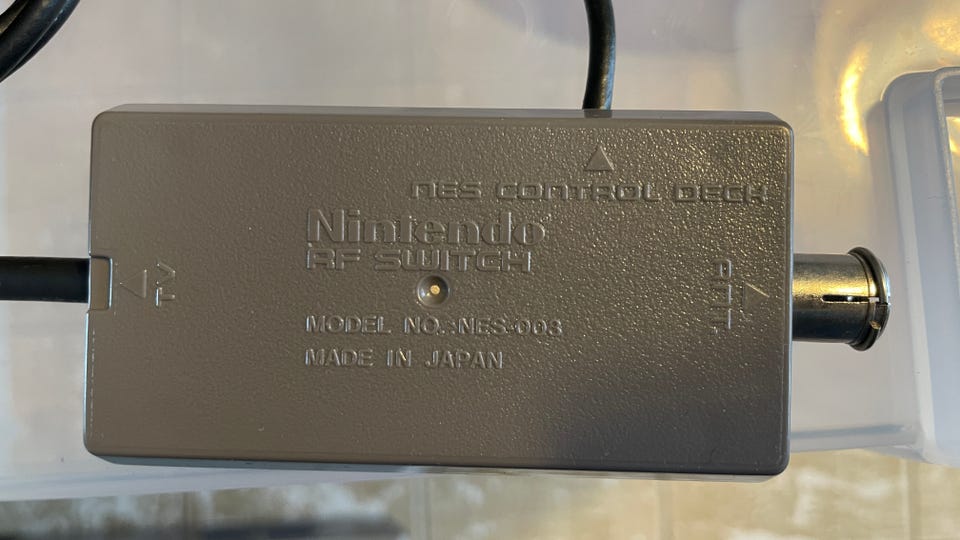 NES CONTROL DECK
Nintendo
RF SWITCH
TV
ANT.
MODEL NO.:NES-003
MADE IN JAPAN